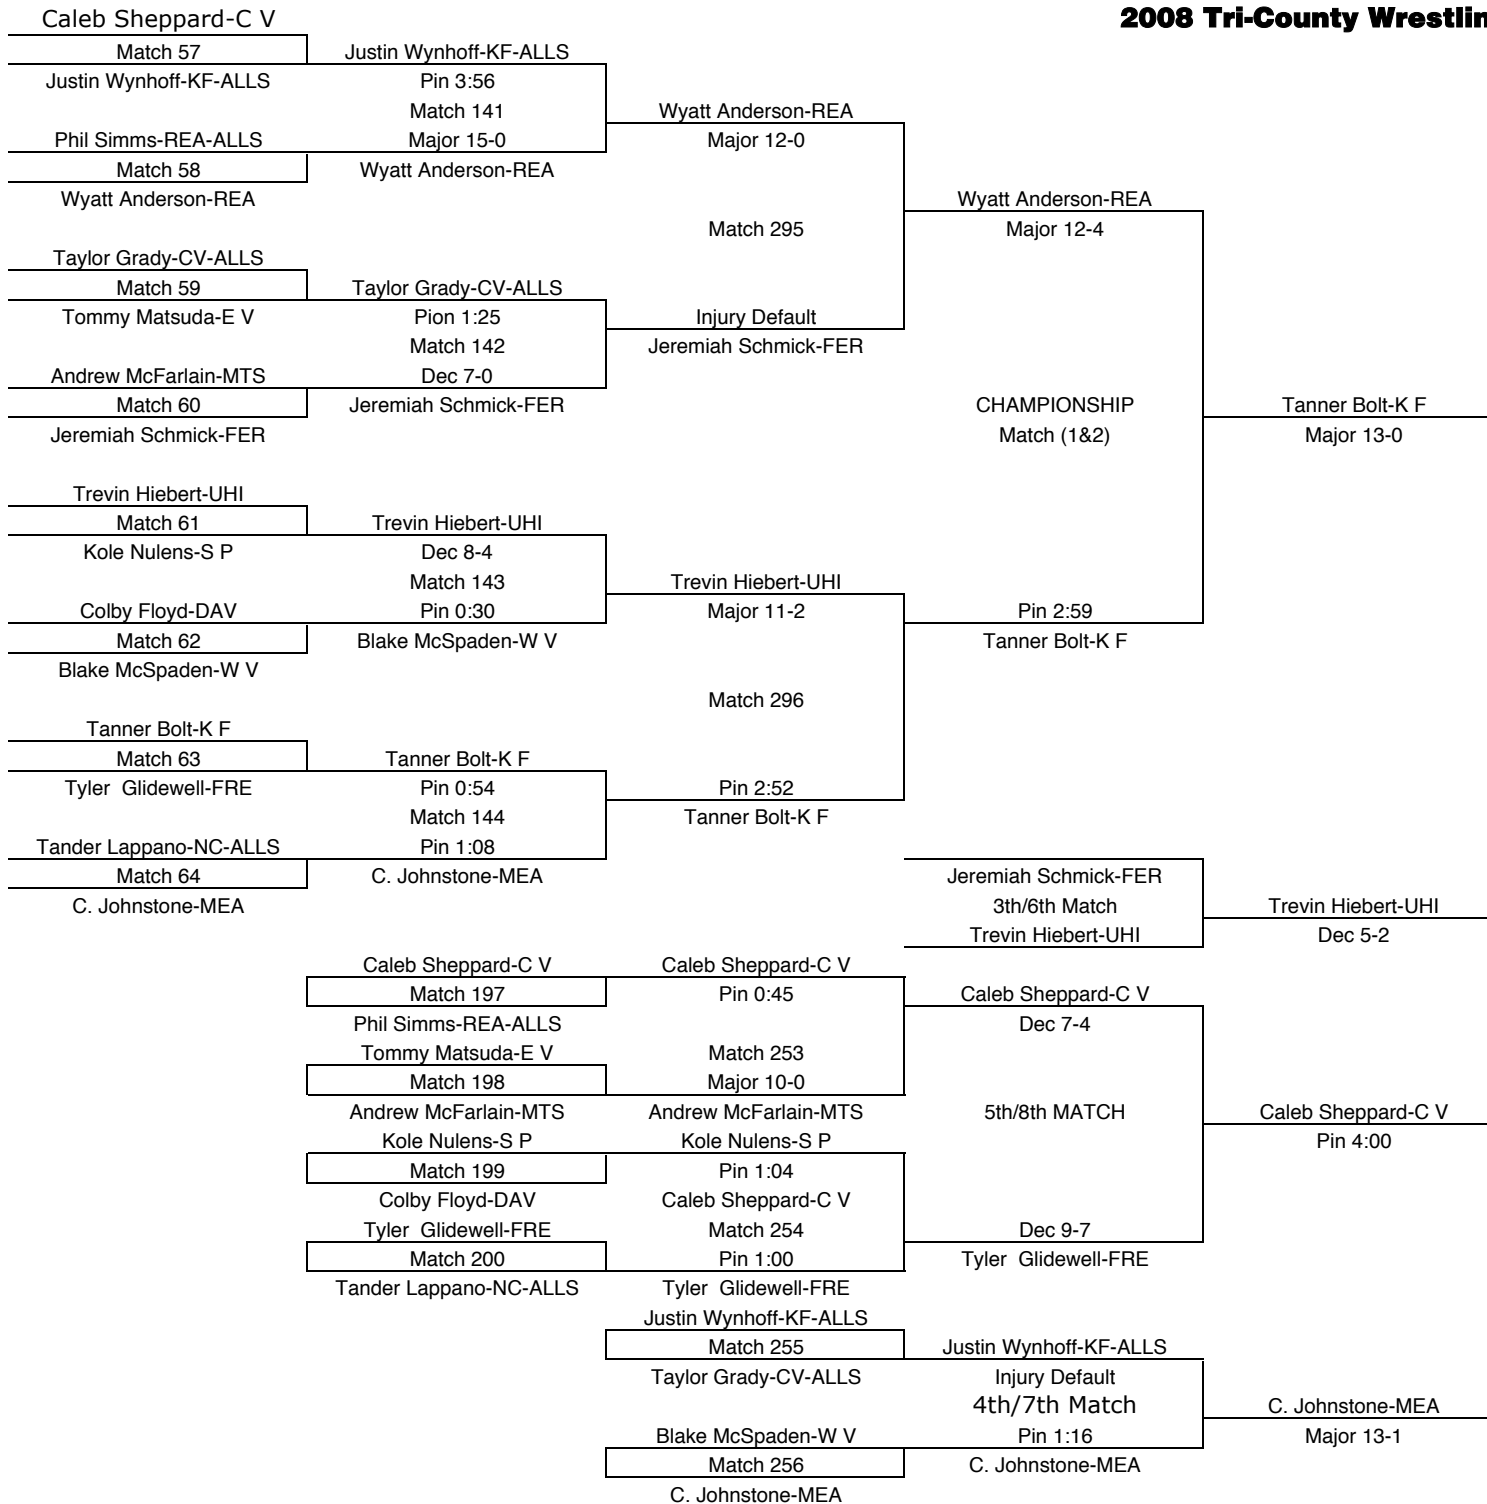 2008 Tri-County Wrestlin
Caleb Sheppard-C V
Match 57
Justin Wynhoff-KF-ALLS
Justin Wynhoff-KF-ALLS
Pin 3:56
Match 141
Wyatt Anderson-REA
Phil Simms-REA-ALLS
Major 15-0
Major 12-0
Match 58
Wyatt Anderson-REA
Wyatt Anderson-REA
Wyatt Anderson-REA
Match 295
Major 12-4
Taylor Grady-CV-ALLS
Match 59
Taylor Grady-CV-ALLS
Tommy Matsuda-E V
Pion 1:25
Injury Default
Match 142
Jeremiah Schmick-FER
Andrew McFarlain-MTS
Dec 7-0
Match 60
Jeremiah Schmick-FER
CHAMPIONSHIP
Tanner Bolt-K F
Jeremiah Schmick-FER
Match (1&2)
Major 13-0
Trevin Hiebert-UHI
Match 61
Trevin Hiebert-UHI
Kole Nulens-S P
Dec 8-4
Match 143
Trevin Hiebert-UHI
Colby Floyd-DAV
Pin 0:30
Major 11-2
Pin 2:59
Match 62
Blake McSpaden-W V
Tanner Bolt-K F
Blake McSpaden-W V
Match 296
Tanner Bolt-K F
Match 63
Tanner Bolt-K F
Tyler  Glidewell-FRE
Pin 0:54
Pin 2:52
Match 144
Tanner Bolt-K F
Tander Lappano-NC-ALLS
Pin 1:08
Match 64
C. Johnstone-MEA
Jeremiah Schmick-FER
C. Johnstone-MEA
3th/6th Match
Trevin Hiebert-UHI
Trevin Hiebert-UHI
Dec 5-2
Caleb Sheppard-C V
Caleb Sheppard-C V
Match 197
Pin 0:45
Caleb Sheppard-C V
Phil Simms-REA-ALLS
Dec 7-4
Tommy Matsuda-E V
Match 253
Match 198
Major 10-0
Andrew McFarlain-MTS
Andrew McFarlain-MTS
5th/8th MATCH
Caleb Sheppard-C V
Kole Nulens-S P
Kole Nulens-S P
Pin 4:00
Match 199
Pin 1:04
Colby Floyd-DAV
Caleb Sheppard-C V
Tyler  Glidewell-FRE
Match 254
Dec 9-7
Match 200
Pin 1:00
Tyler  Glidewell-FRE
Tander Lappano-NC-ALLS
Tyler  Glidewell-FRE
Justin Wynhoff-KF-ALLS
Match 255
Justin Wynhoff-KF-ALLS
Taylor Grady-CV-ALLS
Injury Default
4th/7th Match
C. Johnstone-MEA
Blake McSpaden-W V
Pin 1:16
Major 13-1
Match 256
C. Johnstone-MEA
C. Johnstone-MEA